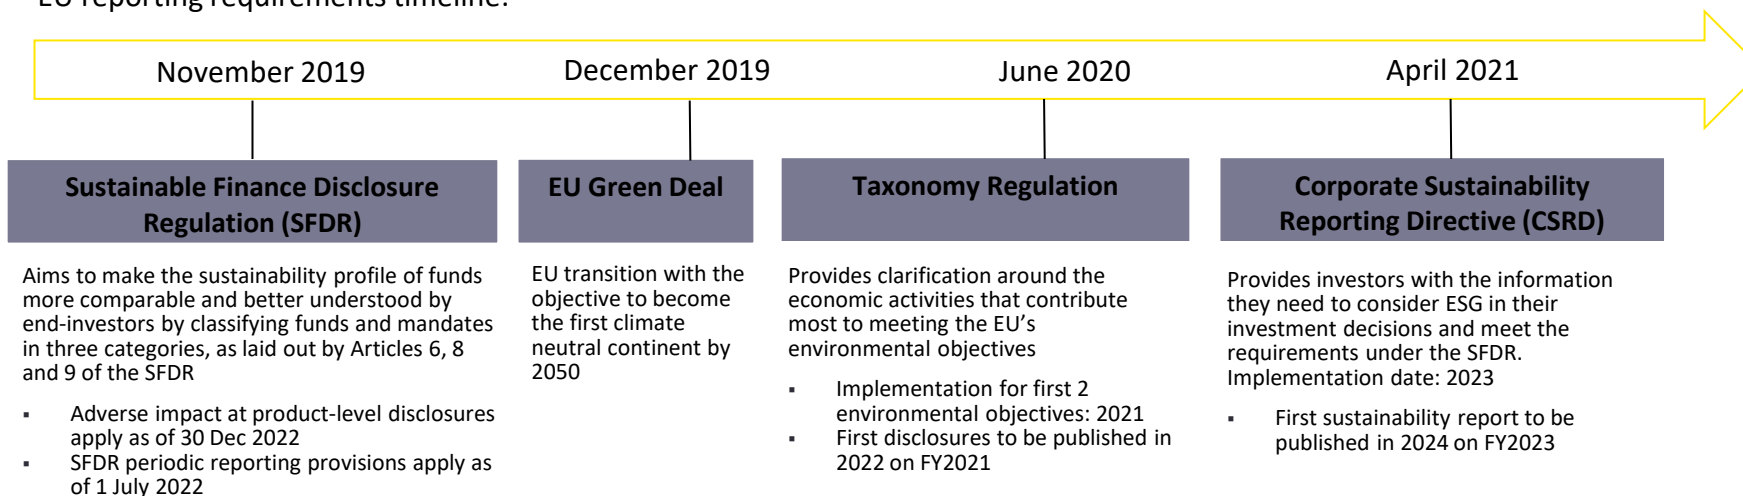 EU reporting requirements timeline:
November 2019
December 2019
June 2020
April 2021
Sustainable Finance Disclosure
Regulation (SFDR)
Aims to make the sustainability profile of funds
more comparable and better understood by
end-investors by classifying funds and mandates
in three categories, as laid out by Articles 6, 8
and 9 of the SFDR
▪ Adverse impact at product-level disclosures
apply as of 30 Dec 2022
▪ SFDR periodic reporting provisions apply as
of 1 July 2022
EU Green Deal
EU transition with the
objective to become
the first climate
neutral continent by
2050
Taxonomy Regulation
Provides clarification around the
economic activities that contribute
most to meeting the EU’s
environmental objectives
▪ Implementation for first 2
environmental objectives: 2021
▪ First disclosures to be published in
2022 on FY2021
Corporate Sustainability
Reporting Directive (CSRD)
Provides investors with the information
they need to consider ESG in their
investment decisions and meet the
requirements under the SFDR.
Implementation date: 2023
▪ First sustainability report to be
published in 2024 on FY2023